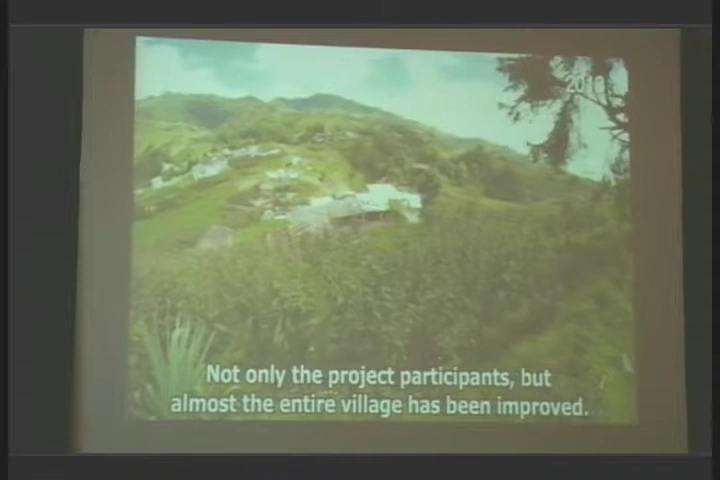 Not only the project participants, but
almost the entire village has been improved.